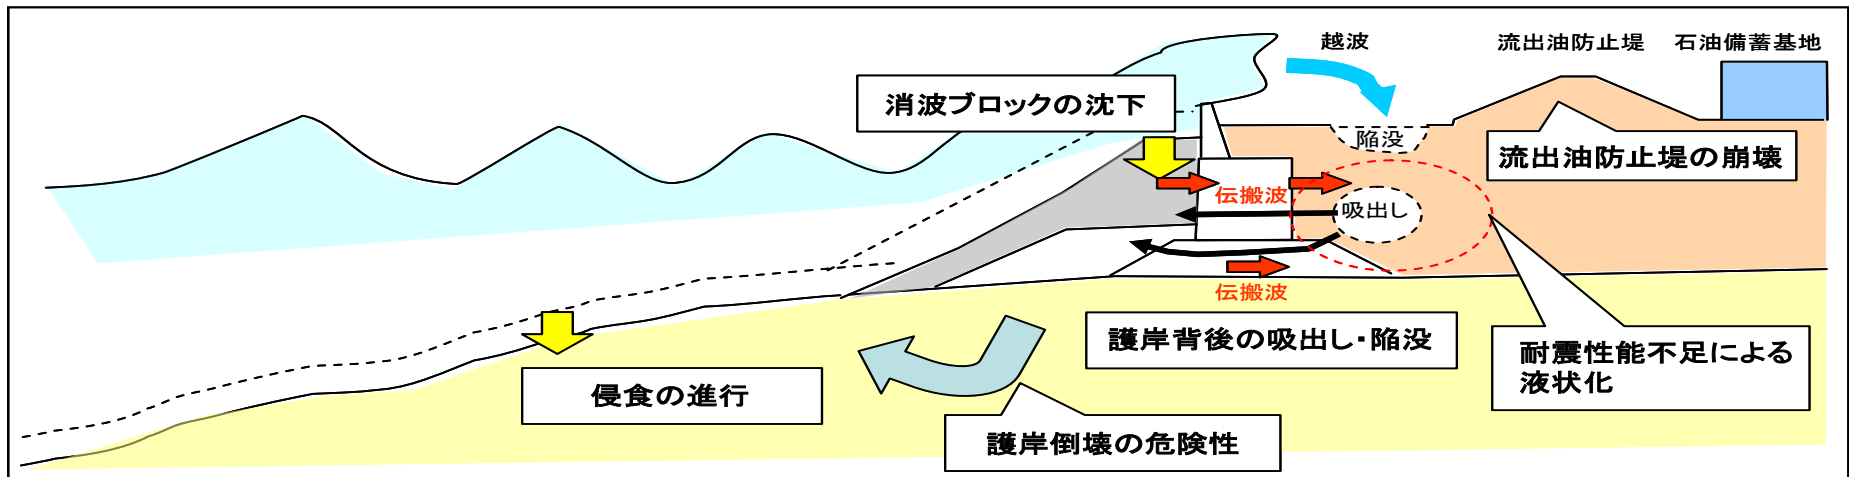 越波
流出油防止堤
石油備蓄基地
消波ブロックの沈下
陥没
流出油防止堤の崩壊
伝搬波
吸出し
伝搬波
護岸背後の吸出し・陥没
耐震性能不足による
液状化
侵食の進行
護岸倒壊の危険性